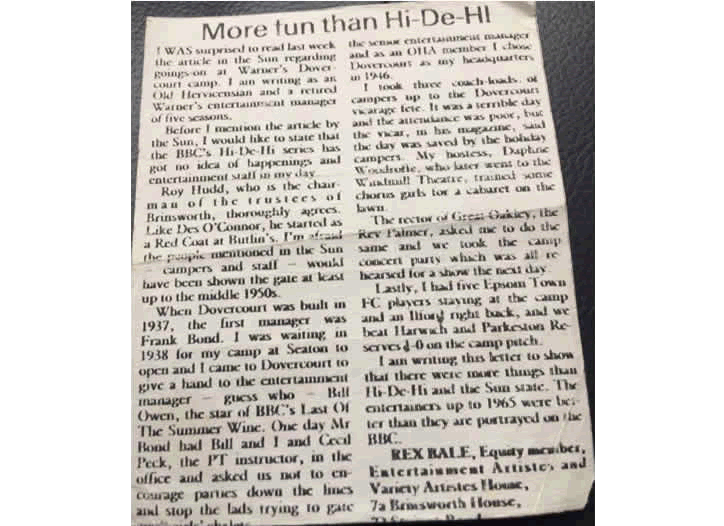 More fun than Hi-De-HI
I WAS surprised to read last week
the article in the Sun regarding
goings-on at Warner's Dover-
court camp. I am writing as an
Old Hervicensian and a retired
Warner's entertainment manager
of five seasons.
Before I mention the article by
the Sun, I would like to state that
the BBC's Hi-De-Hi series has
got no idea of happenings and
entertainment staff in my day.
Roy Hudd, who is the chair-
man of the trustees of
Brinsworth, thoroughly agrees.
Like Des O'Connor, he started as
a Red Coat at Butlin's. I'm afraid
the people mentioned in the Sun
— campers and staff — would
have been shown the gate at least
up to the middle 1950s.
When Dovercourt was built in
1937, the first manager was
Frank Bond. I was waiting in
1938 for my camp at Seaton to
open and I came to Dovercourt to
give a hand to the entertainment
manager — guess who — Bill
Owen, the star of BBC's Last Of
The Summer Wine. One day Mr
Bond had Bill and I and Cecil
Peck, the PT instructor, in the
office and asked us not to en-
courage parties down the lines
and stop the lads trying to gate
the senior entertainment manager
and as an OHA member I chose
Dovercourt as my headquarters
in 1946.
I took three coach-loads of
campers up to the Dovercourt
vicarage fete. It was a terrible day
and the attendance was poor, but
the vicar, in his magazine, said
the day was saved by the holiday
campers. My hostess, Daphne
Woodroffe, who later went to the
Windmill Theatre, trained some
chorus girls for a cabaret on the
lawn.
The rector of Great Oakley, the
Rev Palmer, asked me to do the
same and we took the camp
concert party which was all re-
hearsed for a show the next day.
Lastly, I had five Epsom Town
FC players staying at the camp
and an Ilford right back, and we
beat Harwich and Parkeston Re-
serves 4-0 on the camp pitch.
I am writing this letter to show
that there were more things than
Hi-De-Hi and the Sun state. The
entertainers up to 1965 were bet-
ter than they are portrayed on the
BBC.
REX BALE, Equity member,
Entertainment Artistes and
Variety Artistes House,
7a Brinsworth House,